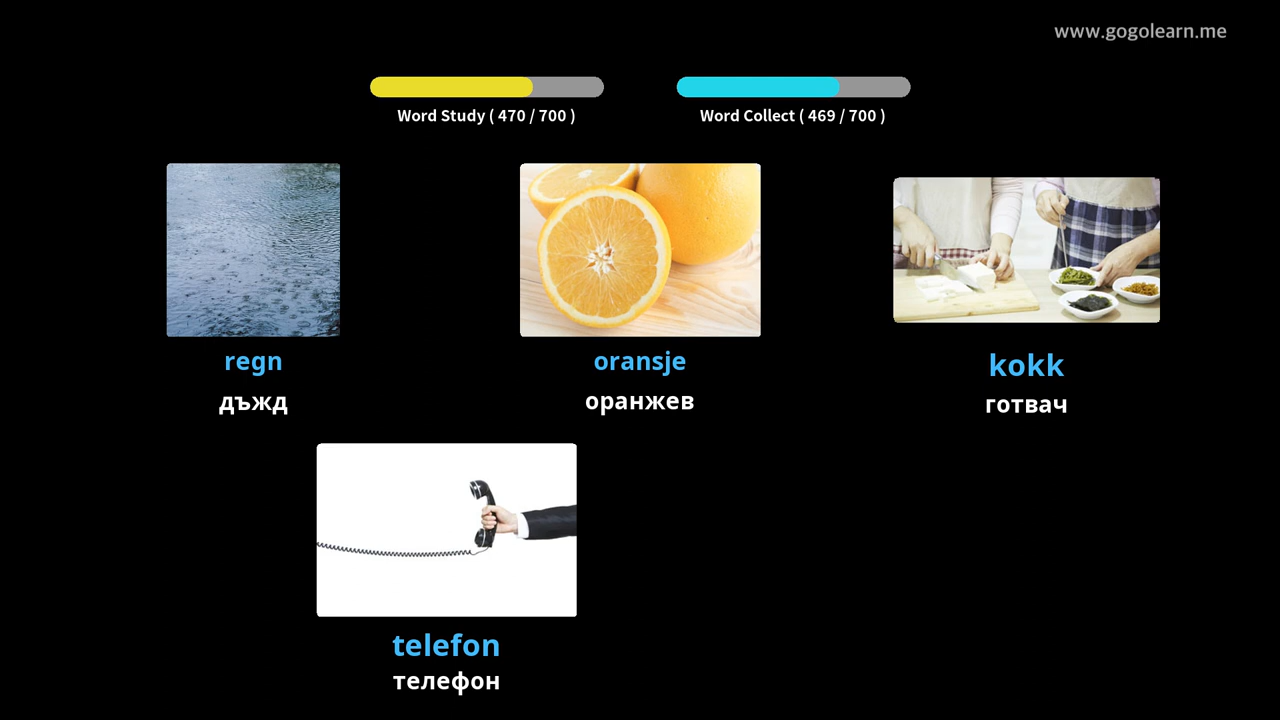 www.gogolearn.me
Word Study ( 470 / 700 )
Word Collect ( 469 / 700 )
regn
дъжд
oransje
оранжев
kokk
готвач
telefon
телефон